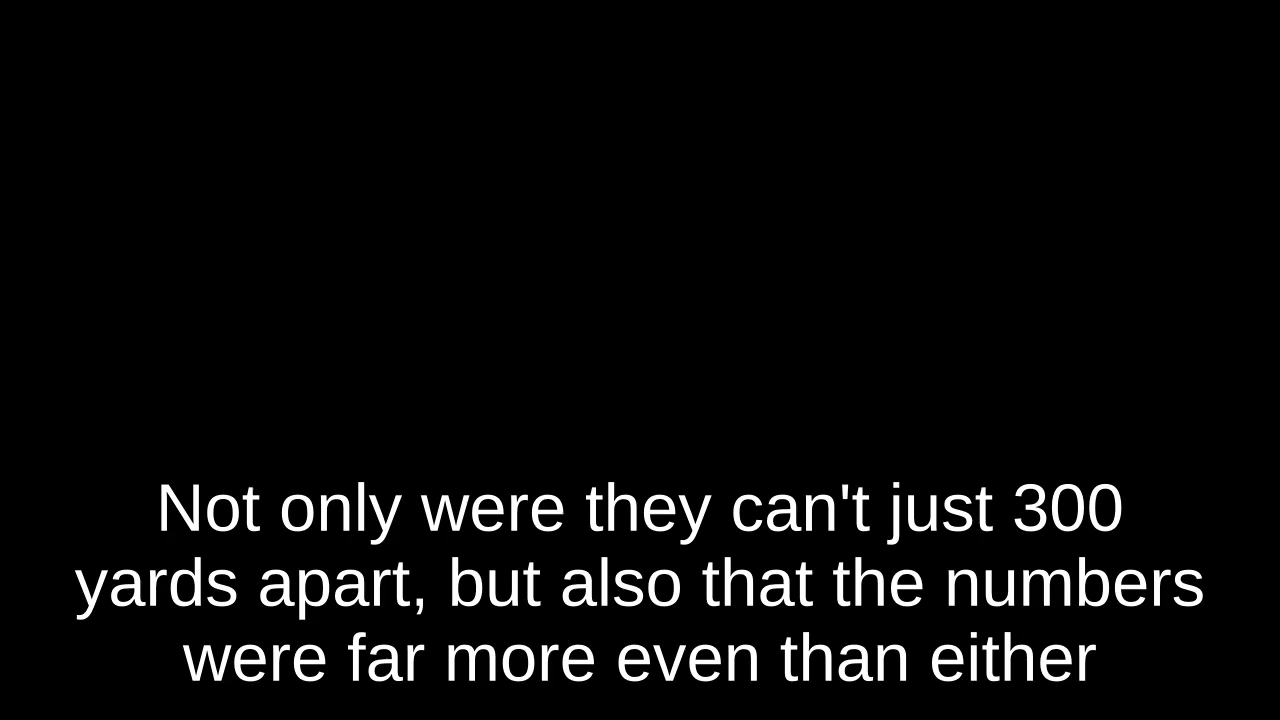 Not only were they can't just 300
yards apart, but also that the numbers
were far more even than either